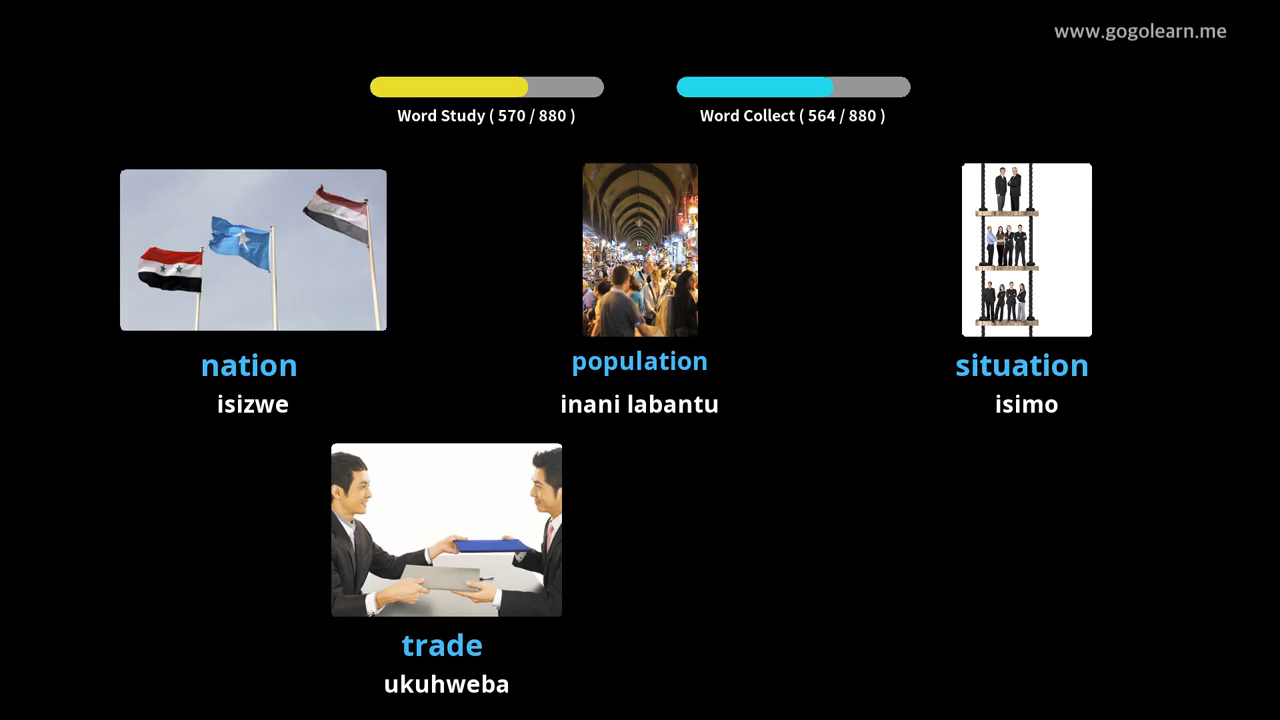 www.gogolearn.me
Word Study ( 570 / 880 )
Word Collect ( 564 / 880 )
nation
isizwe
population
inani labantu
situation
isimo
trade
ukuhweba